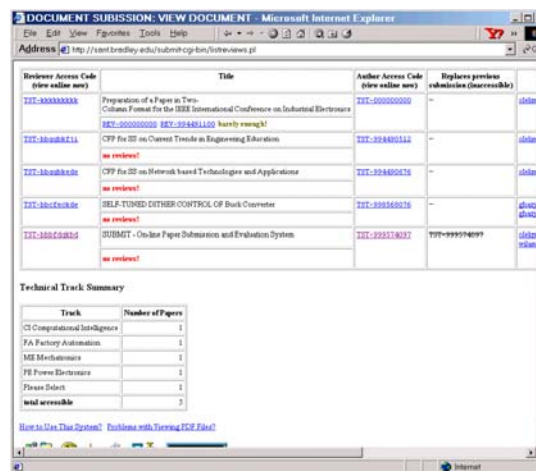 DOCUMENT SUBISSION: VIEW DOCUMENT - Microsoft Internet Explorer
File Edit View Favorites Tools Help
Address http://sant.bradley.edu/submit-cgi-bin/listreviews.pl
Reviewer Access Code (view online now) Title Author Access Code (view online now) Replaces previous submission (inaccessible)
TST-kkkkkkkkk Preparation of a Paper in Two- TST-000000000 --
Column Format for the IEEE International Conference on Industrial Electronics
REV-000000000 REV-994491100 barely enough!
CFP for SS on Current Trends in Engineering Education TST-994490512 --
no reviews!
CFP for SS on Network based Technologies and Applications TST-994490676 --
no reviews!
SELF-TUNED DITHER CONTROL OF Buck Converter TST-998569076 --
no reviews!
SUBMIT - On-line Paper Submission and Evaluation System TST-999574097 TST-999574097
no reviews!
Technical Track Summary
Track Number of Papers
CI Computational Intelligence 1
FA Factory Automation 1
ME Mechatronics 1
PE Power Electronics 1
Please Select 1
total accessible 5
How to Use This System? Problems with Viewing PDF Files?
Internet